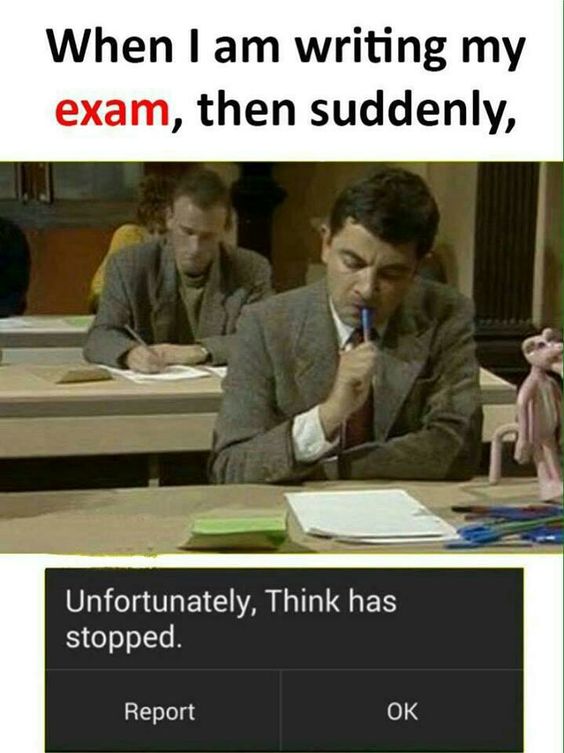 When I am writing my
exam, then suddenly,
Unfortunately, Think has
stopped.
Report
OK